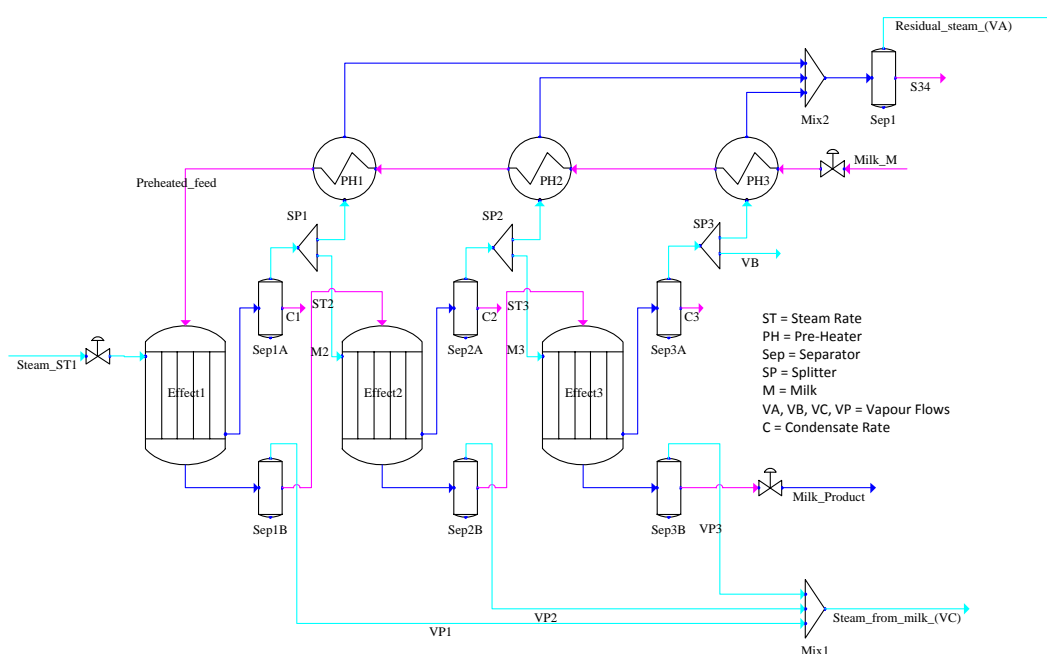 Residual_steam_(VA)
S34
Mix2
Sep1
Milk_M
PH1
PH2
PH3
Preheated_feed
SP1
SP2
SP3
VB
C1
ST2
C2
ST3
C3
Sep1A
Sep2A
Sep3A
M2
M3
Steam_ST1
Effect1
Effect2
Effect3
ST = Steam Rate
PH = Pre-Heater
Sep = Separator
SP = Splitter
M = Milk
VA, VB, VC, VP = Vapour Flows
C = Condensate Rate
Milk_Product
Sep1B
Sep2B
Sep3B
VP3
VP2
VP1
Steam_from_milk_(VC)
Mix1